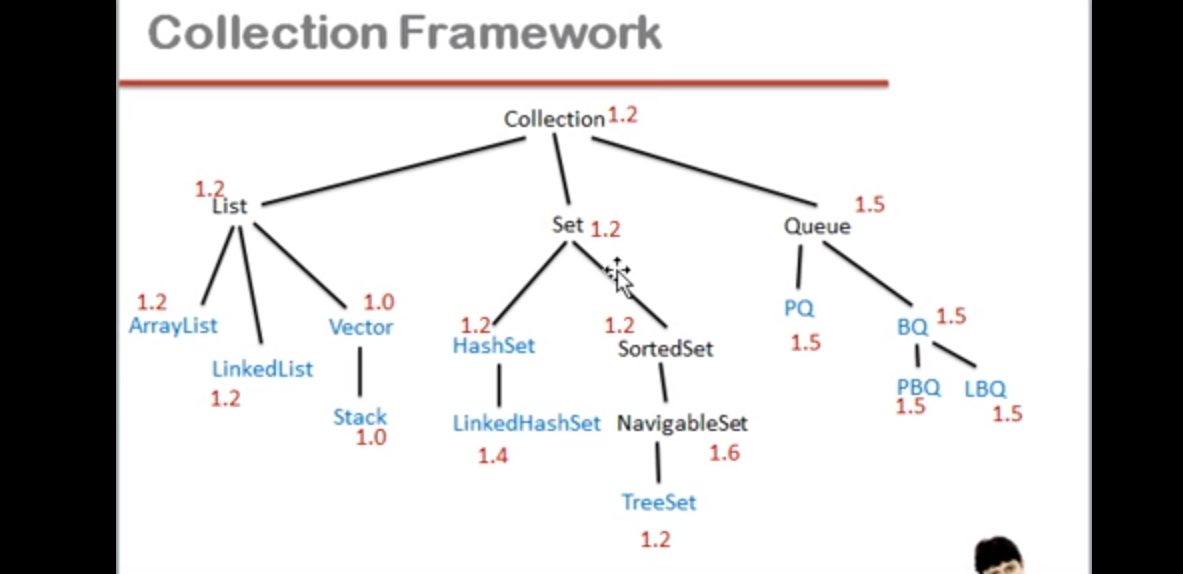 Collection Framework
Collection 1.2
1.2
List
Set 1.2
1.5
Queue
1.2
ArrayList
LinkedList
1.2
1.0
Vector
Stack
1.0
1.2
HashSet
LinkedHashSet
1.4
1.2
SortedSet
NavigableSet
1.6
TreeSet
1.2
PQ
1.5
BQ 1.5
PBQ
1.5
LBQ
1.5